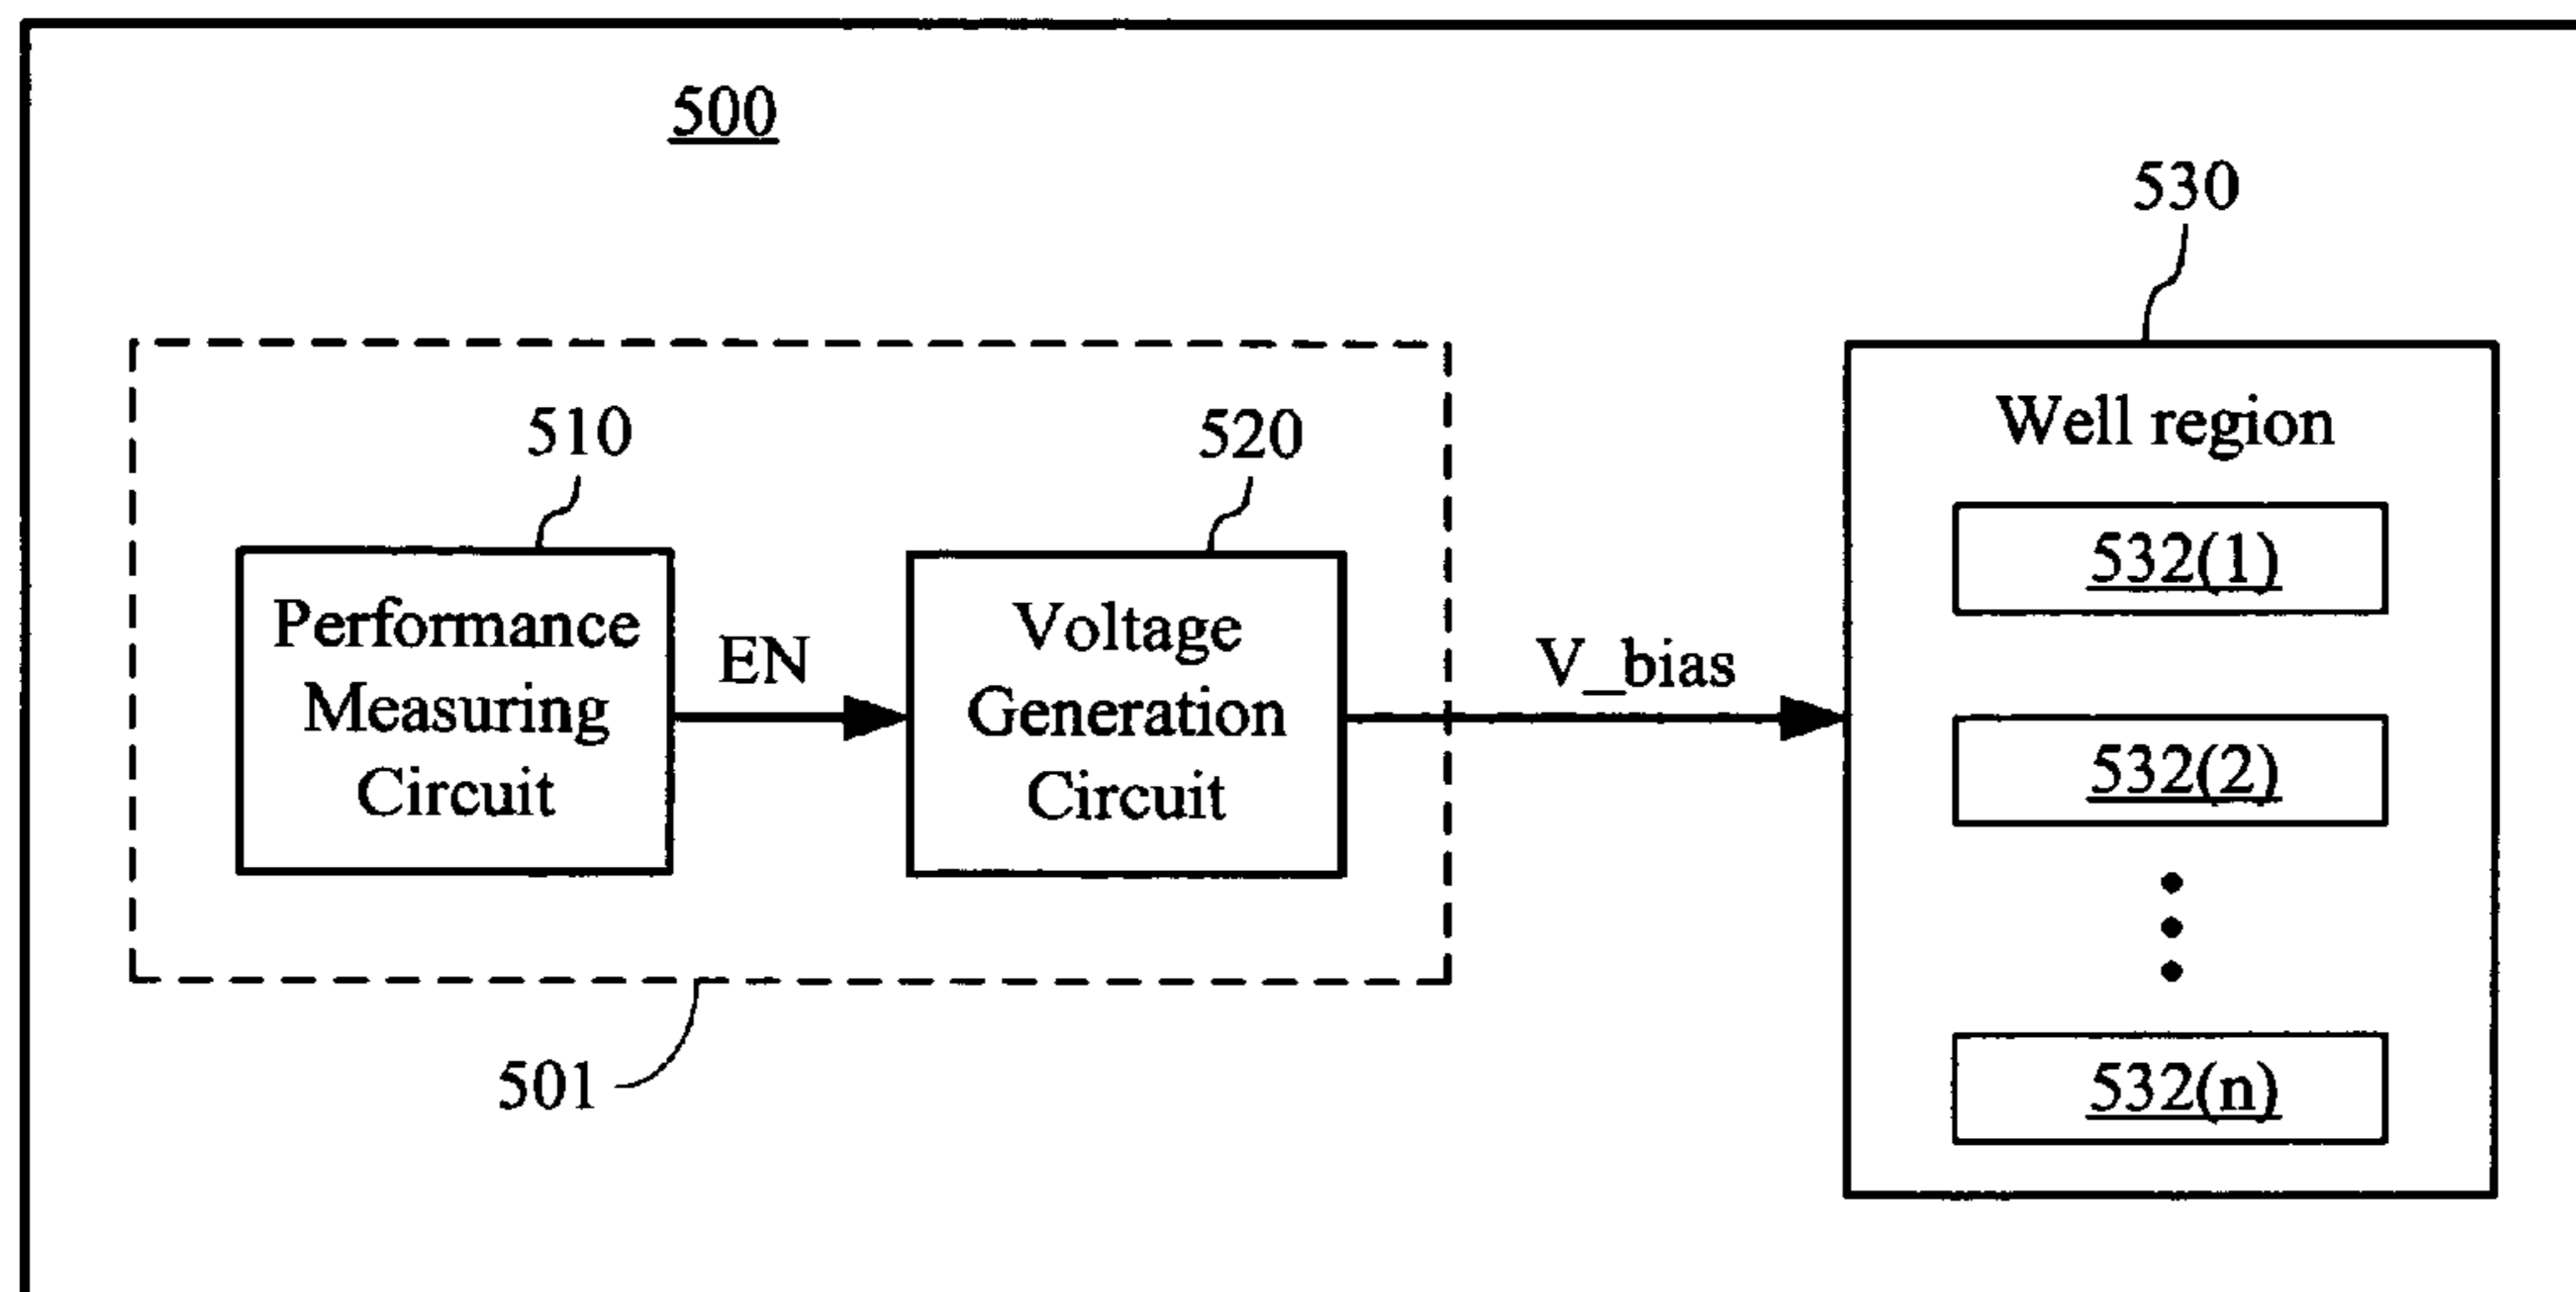 500
530
Well region
510
520
532(1)
Performance
Measuring
Circuit
EN
Voltage
Generation
Circuit
V_bias
532(2)
501
532(n)